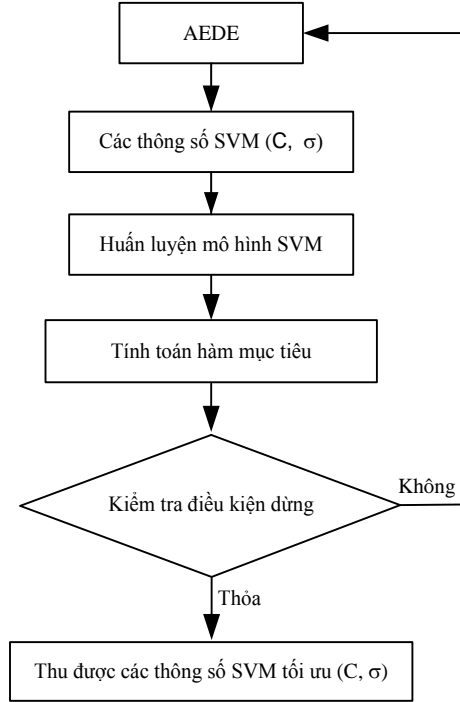 AEDE
Các thông số SVM (C, σ)
Huấn luyện mô hình SVM
Tính toán hàm mục tiêu
Kiểm tra điều kiện dừng
Không
Thỏa
Thu được các thông số SVM tối ưu (C, σ)